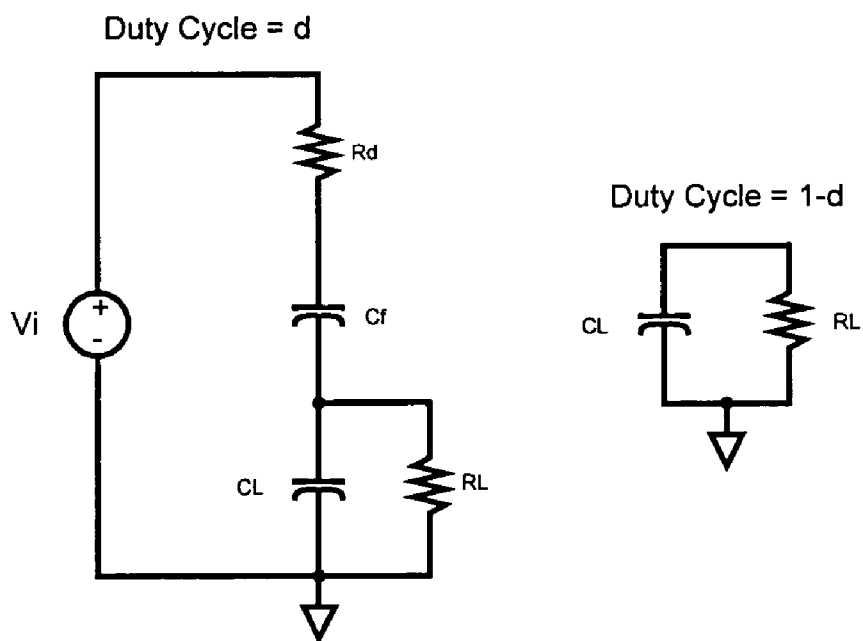 Duty Cycle = d
Rd
Duty Cycle = 1-d
Vi
+
-
Cf
CL
RL
CL
RL